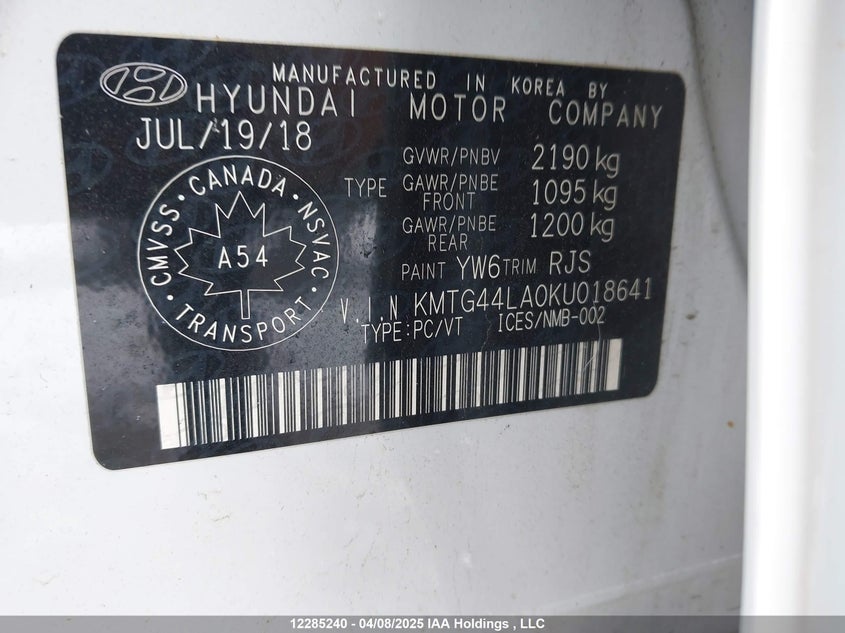 MANUFACTURED IN KOREA BY
HYUNDAI MOTOR COMPANY
JUL/19/18
GVWR/PNBV 2190 kg
TYPE GAWR/PNBE FRONT 1095 kg
GAWR/PNBE REAR 1200 kg
CANADA · NSVAC · TRANSPORT · CMVSS ·
A54
PAINT YW6 TRIM RJS
V.I.N KMTG44LA0KU018641
TYPE:PC/VT ICES/NMB-002
12285240 - 04/08/2025 IAA Holdings , LLC